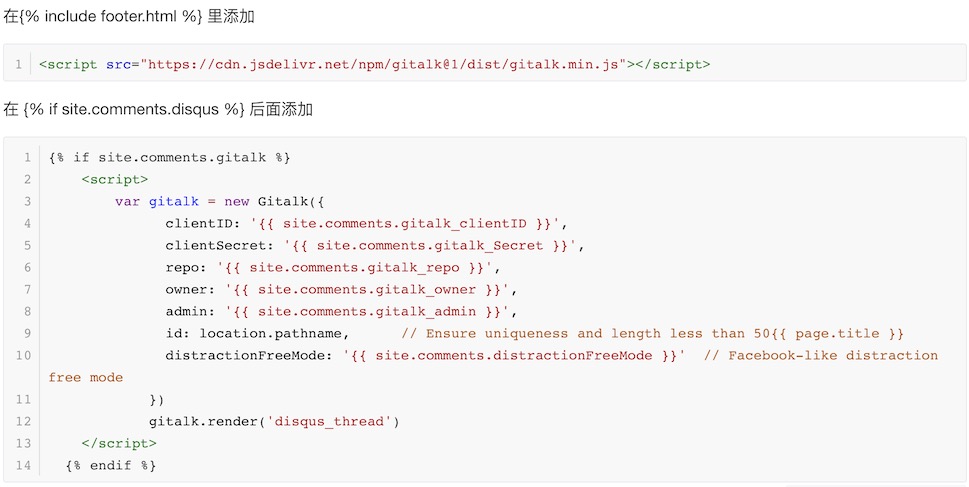 在{% include footer.html %} 里添加
1 <script src="https://cdn.jsdelivr.net/npm/gitalk@1/dist/gitalk.min.js"></script>
在 {% if site.comments.disqus %} 后面添加
1 {% if site.comments.gitalk %}
2 <script>
3 var gitalk = new Gitalk({
4 clientID: '{{ site.comments.gitalk_clientID }}',
5 clientSecret: '{{ site.comments.gitalk_Secret }}',
6 repo: '{{ site.comments.gitalk_repo }}',
7 owner: '{{ site.comments.gitalk_owner }}',
8 admin: '{{ site.comments.gitalk_admin }}',
9 id: location.pathname, // Ensure uniqueness and length less than 50{{ page.title }}
10 distractionFreeMode: '{{ site.comments.distractionFreeMode }}' // Facebook-like distraction
free mode
11 })
12 gitalk.render('disqus_thread')
13 </script>
14 {% endif %}